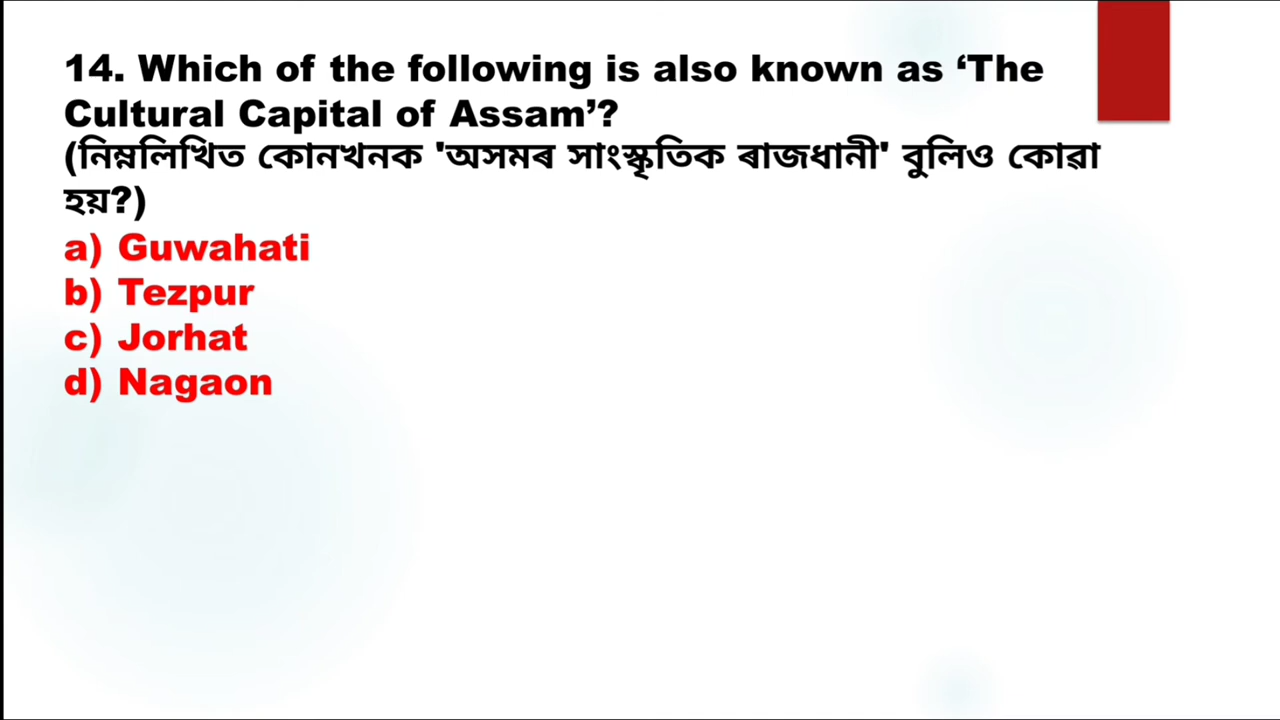 14. Which of the following is also known as ‘The
Cultural Capital of Assam’?
(নিম্নলিখিত কোনখনক 'অসমৰ সাংস্কৃতিক ৰাজধানী' বুলিও কোৱা
হয়?)
a) Guwahati
b) Tezpur
c) Jorhat
d) Nagaon